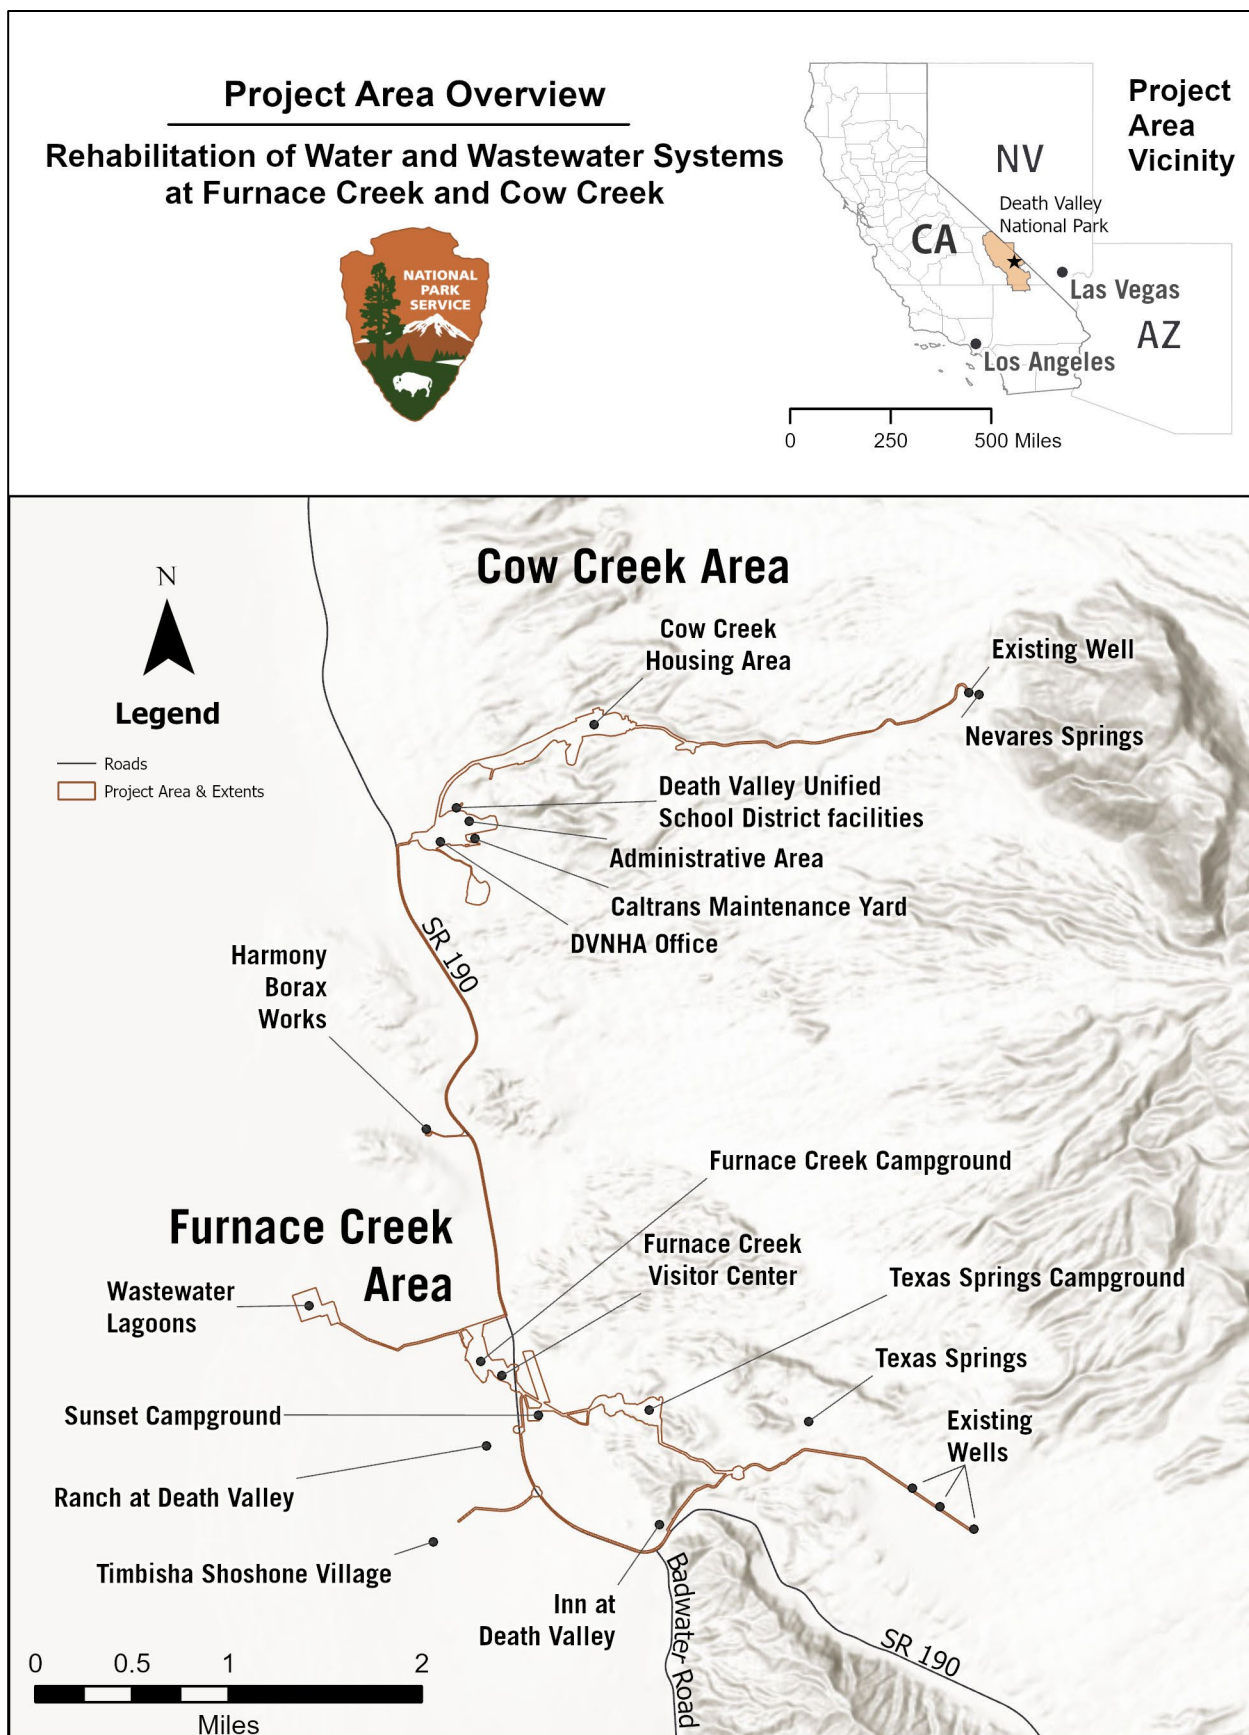 Project Area Overview
Rehabilitation of Water and Wastewater Systems
at Furnace Creek and Cow Creek
NATIONAL
PARK
SERVICE
Project
Area
Vicinity
NV
Death Valley
National Park
CA
Las Vegas
AZ
Los Angeles
0 250 500 Miles
Cow Creek Area
N
Legend
Roads
Project Area & Extents
Cow Creek
Housing Area
Existing Well
Nevares Springs
Death Valley Unified
School District facilities
Administrative Area
Caltrans Maintenance Yard
DVNHA Office
SR 190
Harmony
Borax
Works
Furnace Creek Campground
Furnace Creek
Area
Furnace Creek
Visitor Center
Texas Springs Campground
Wastewater
Lagoons
Texas Springs
Sunset Campground
Existing
Wells
Ranch at Death Valley
Timbisha Shoshone Village
Inn at
Death Valley
Badwater Road
SR 190
0 0.5 1 2
Miles